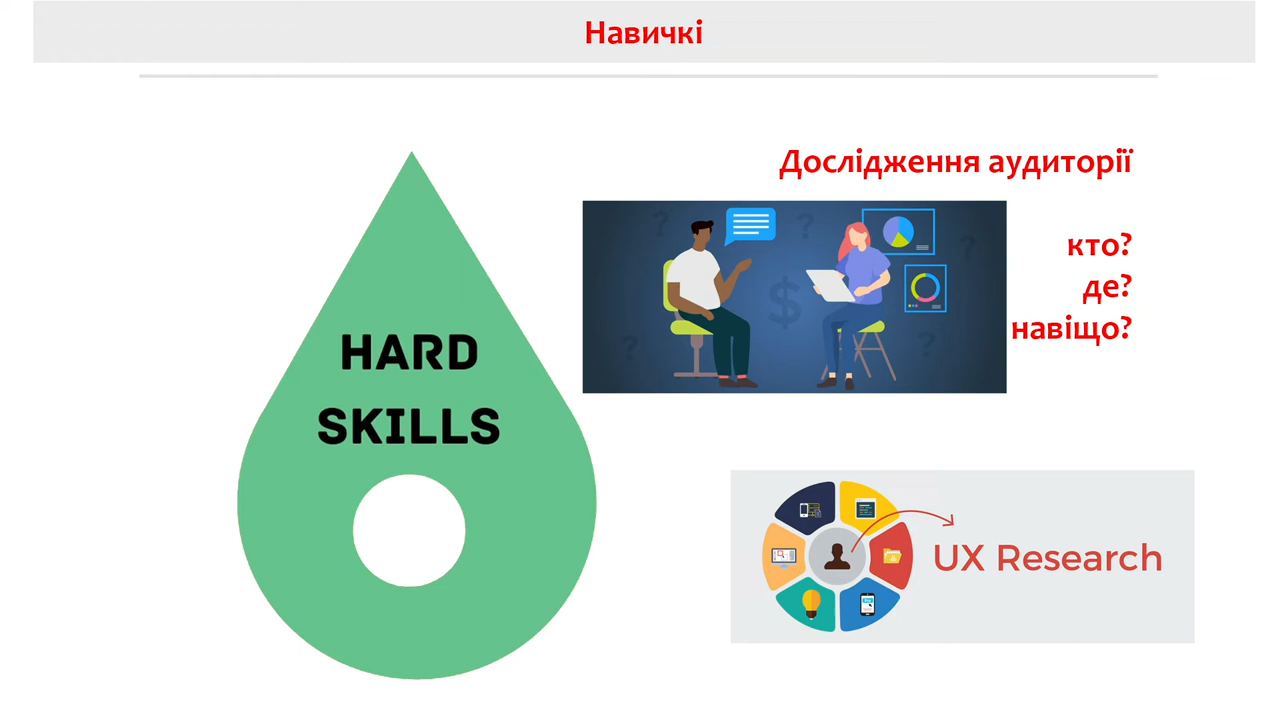 Навичкі
Дослідження аудиторії
кто?
де?
навіщо?
HARD
SKILLS
UX Research